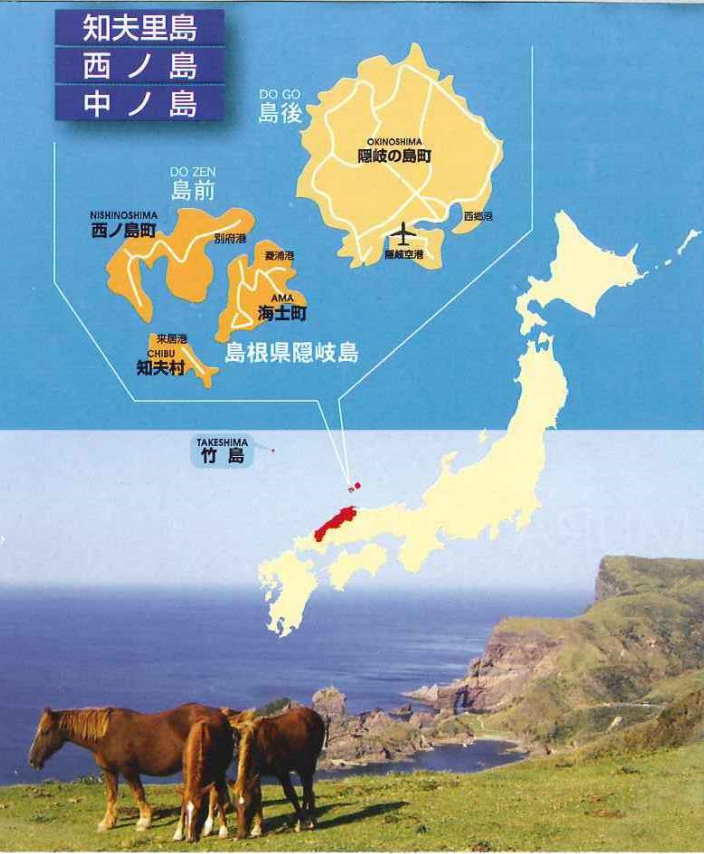 知夫里島
西ノ島
中ノ島
DO GO
島後
OKINOSHIMA
隠岐の島町
西郷港
隠岐空港
DO ZEN
島前
NISHINOSHIMA
西ノ島町
別府港
菱浦港
AMA
海士町
来居港
CHIBU
知夫村
島根県隠岐島
TAKESHIMA
竹島